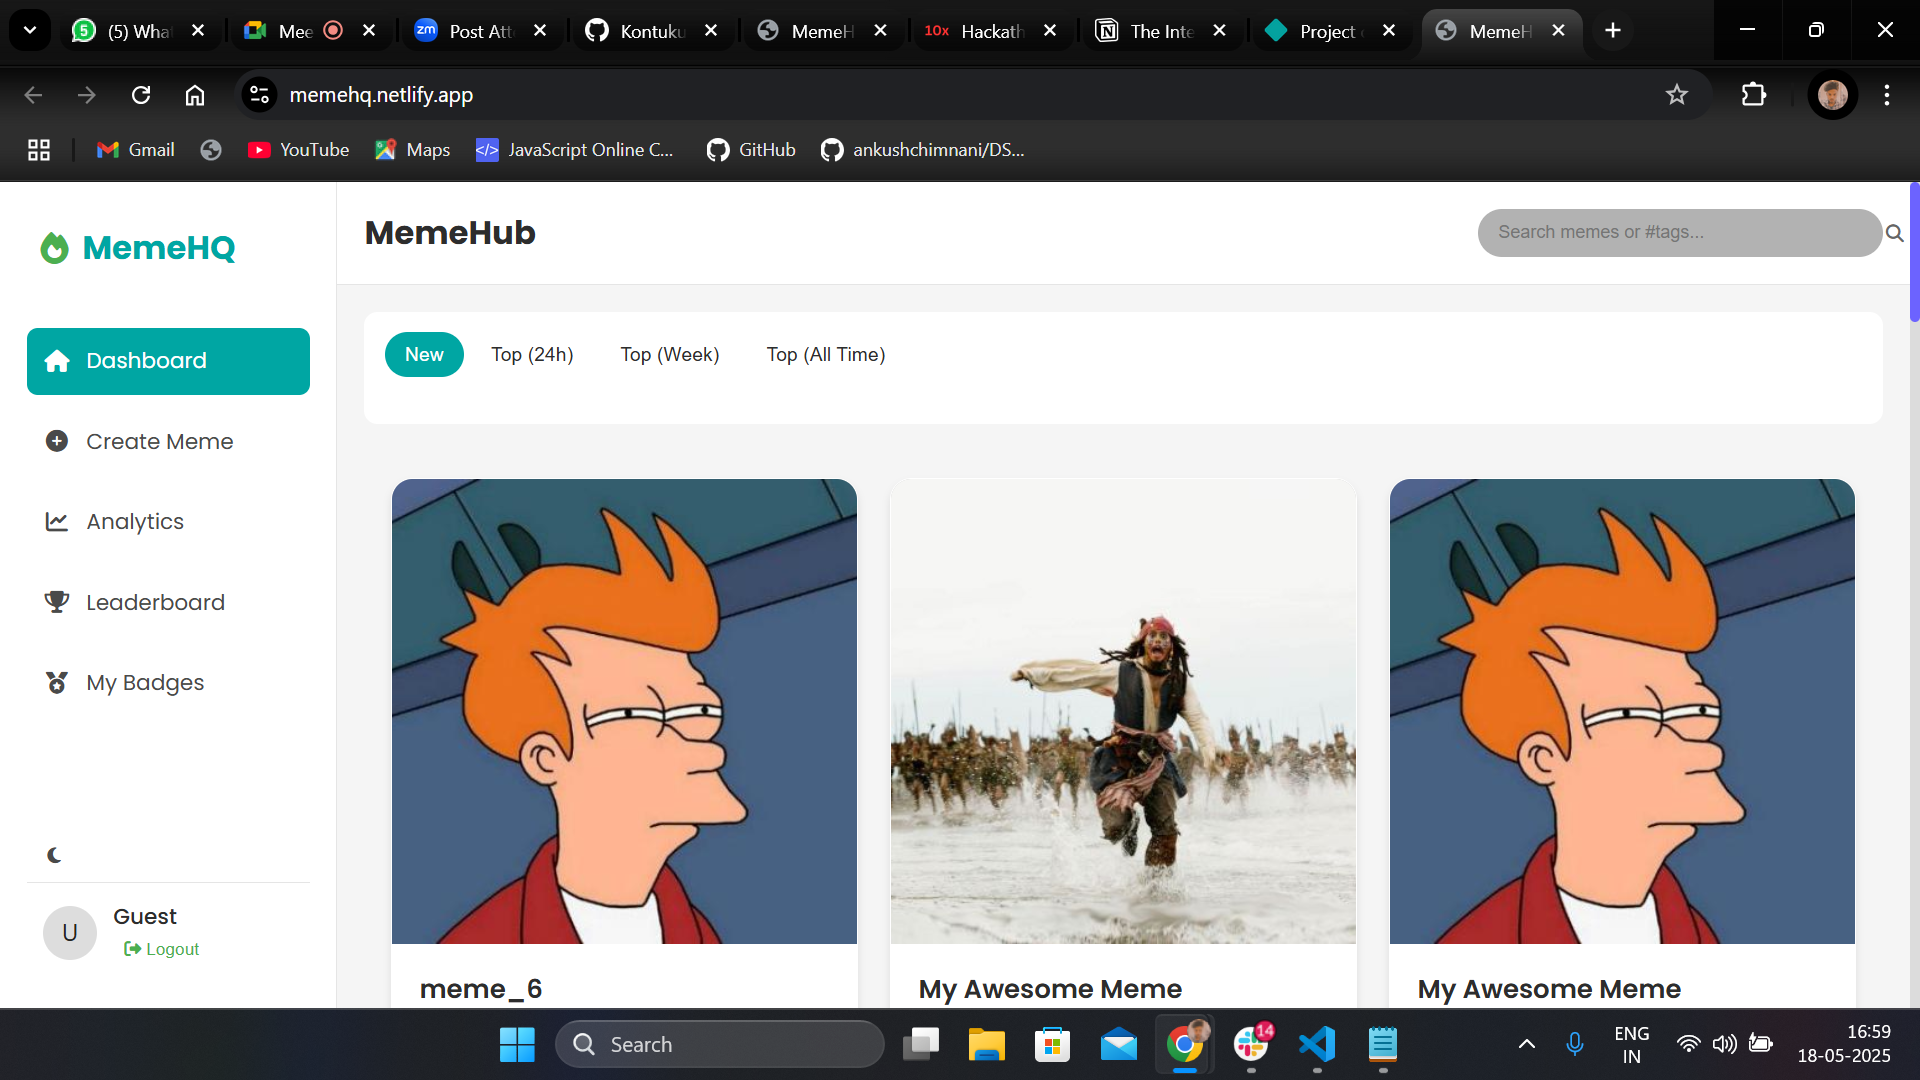 (5) Wha
Mee
zm
Post Att
Kontuku
MemeH
10x
Hackath
The Inte
Project
MemeH
memehq.netlify.app
Gmail
YouTube
Maps
</> JavaScript Online C...
GitHub
ankushchimnani/DS...
MemeHQ
Dashboard
Create Meme
Analytics
Leaderboard
My Badges
U
Guest
Logout
MemeHub
Search memes or #tags...
New
Top (24h)
Top (Week)
Top (All Time)
meme_6
My Awesome Meme
My Awesome Meme
Search
14
ENG
IN
16:59
18-05-2025